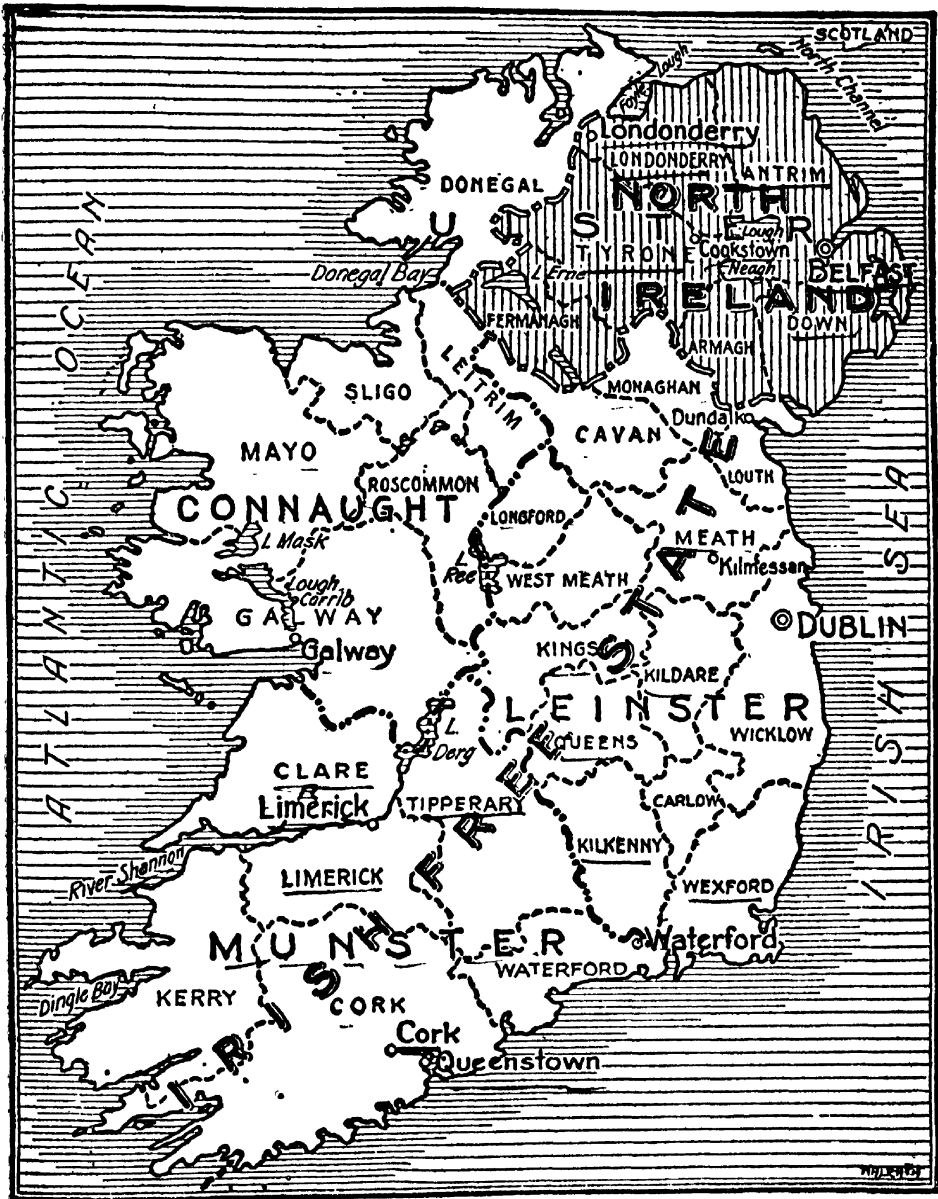 SCOTLAND
North Channel
Lough
Foyle
Londonderry
LONDONDERRY
ANTRIM
DONEGAL
NORTH
ULSTER
L Lough
TYRONE
Cookstown
Neagh
BELFAST
Donegal Bay
L Erne
IRELAND
DOWN
FERMANAGH
ARMAGH
LEITRIM
MONAGHAN
SLIGO
Dundalk
CAVAN
MAYO
LOUTH
ROSCOMMON
CONNAUGHT
LONGFORD
MEATH
L Mask
L
Ree
Kilmessan
WEST MEATH
Lough
Corrib
GALWAY
DUBLIN
Galway
KINGS
KILDARE
LEINSTER
WICKLOW
L.
Derg
QUEENS
CLARE
Limerick
TIPPERARY
CARLOW
KILKENNY
River Shannon
LIMERICK
WEXFORD
MUNSTER
Waterford
WATERFORD
Dingle Bay
KERRY
CORK
Cork
Queenstown
IRISH FREE STATE
ATLANTIC OCEAN
IRISH SEA